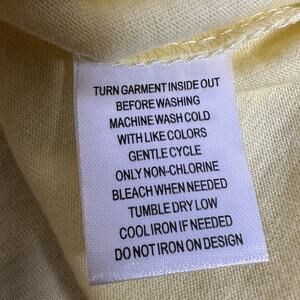 TURN GARMENT INSIDE OUT
BEFORE WASHING
MACHINE WASH COLD
WITH LIKE COLORS
GENTLE CYCLE
ONLY NON-CHLORINE
BLEACH WHEN NEEDED
TUMBLE DRY LOW
COOL IRON IF NEEDED
DO NOT IRON ON DESIGN